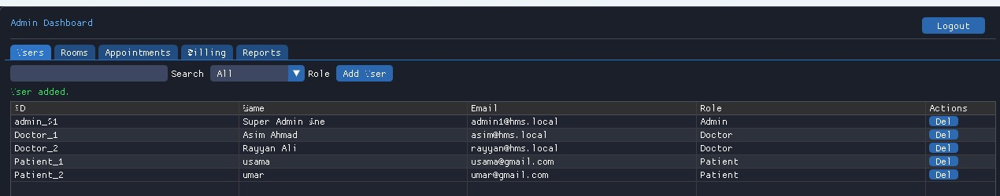 Admin Dashboard
Logout
Users Rooms Appointments Billing Reports
Search All Role Add User
User added.
ID Name Email Role Actions
admin_01 Super Admin One admin1@hms.local Admin Del
Doctor_1 Asim Ahmad asim@hms.local Doctor Del
Doctor_2 Rayyan Ali rayyan@hms.local Doctor Del
Patient_1 usama usama@gmail.com Patient Del
Patient_2 umar umar@gmail.com Patient Del